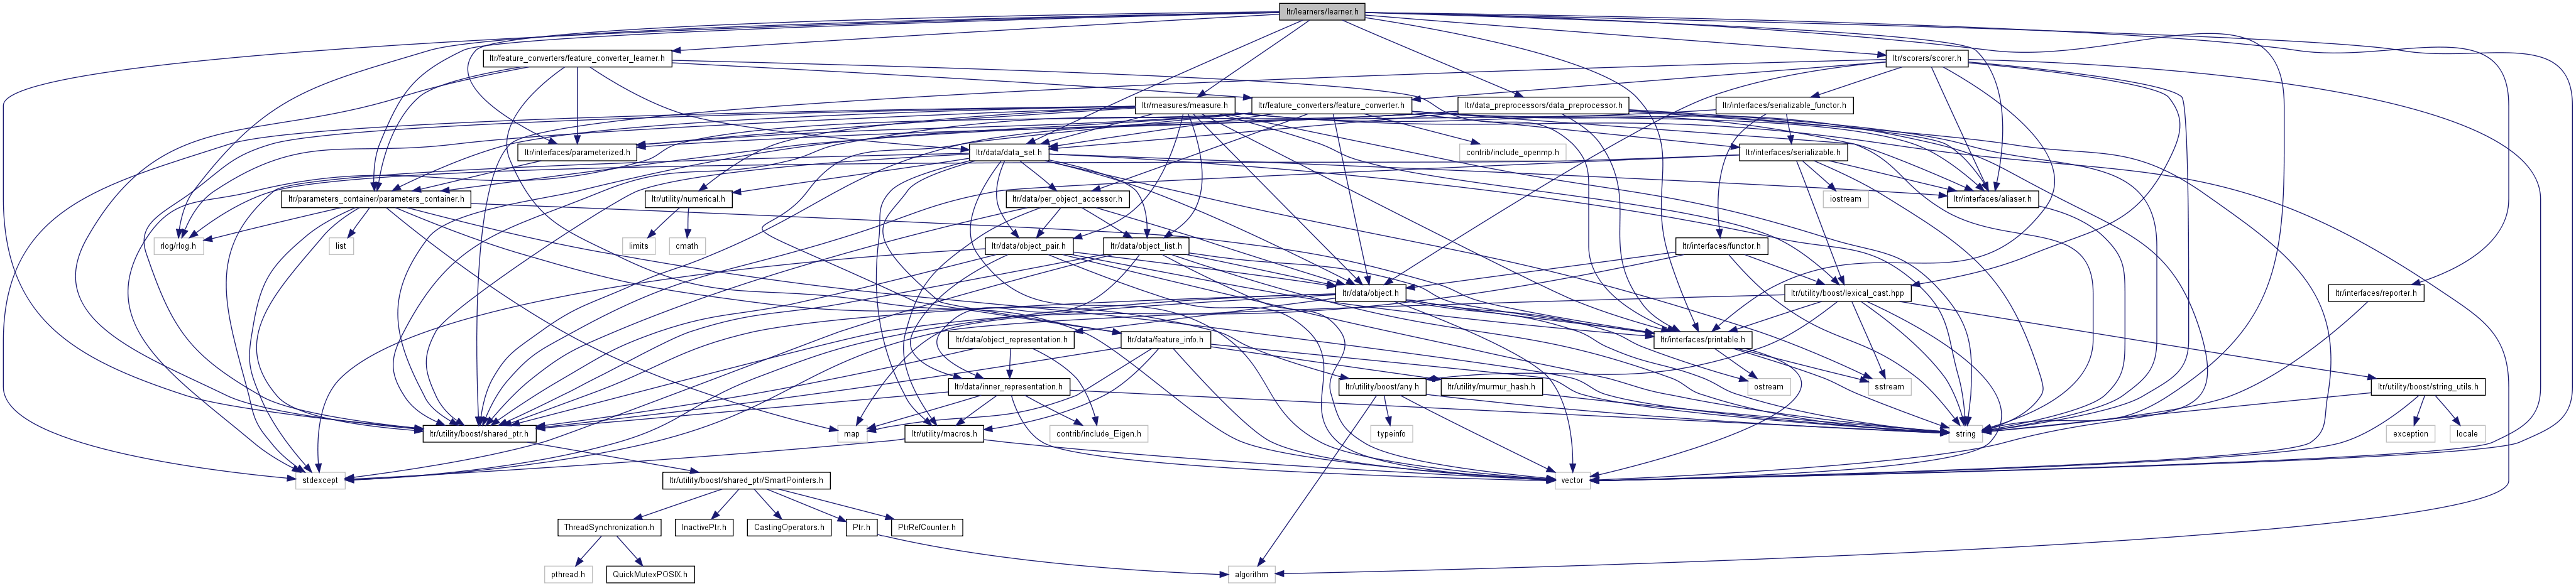 ltr/learners/learner.h
ltr/feature_converters/feature_converter_learner.h
ltr/scorers/scorer.h
ltr/measures/measure.h
ltr/feature_converters/feature_converter.h
ltr/data_preprocessors/data_preprocessor.h
ltr/interfaces/serializable_functor.h
ltr/interfaces/parameterized.h
ltr/data/data_set.h
contrib/include_openmp.h
ltr/interfaces/serializable.h
ltr/parameters_container/parameters_container.h
ltr/utility/numerical.h
ltr/data/per_object_accessor.h
iostream
ltr/interfaces/aliaser.h
rlog/rlog.h
list
limits
cmath
ltr/data/object_pair.h
ltr/data/object_list.h
ltr/interfaces/functor.h
ltr/data/object.h
ltr/utility/boost/lexical_cast.hpp
ltr/interfaces/reporter.h
ltr/data/object_representation.h
ltr/data/feature_info.h
ltr/interfaces/printable.h
ltr/data/inner_representation.h
ltr/utility/boost/any.h
ltr/utility/murmur_hash.h
ostream
sstream
ltr/utility/boost/string_utils.h
ltr/utility/boost/shared_ptr.h
map
ltr/utility/macros.h
contrib/include_Eigen.h
typeinfo
string
exception
locale
stdexcept
ltr/utility/boost/shared_ptr/SmartPointers.h
vector
ThreadSynchronization.h
InactivePtr.h
CastingOperators.h
Ptr.h
PtrRefCounter.h
pthread.h
QuickMutexPOSIX.h
algorithm